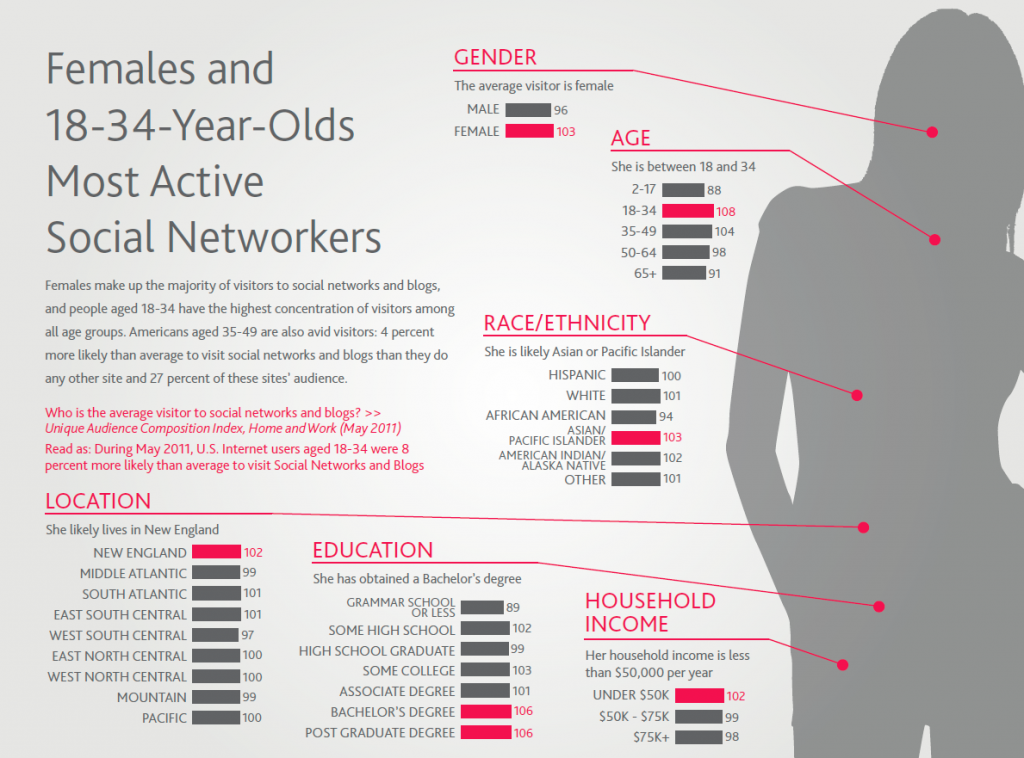 Females and
18-34-Year-Olds
Most Active
Social Networkers
Females make up the majority of visitors to social networks and blogs,
and people aged 18-34 have the highest concentration of visitors among
all age groups. Americans aged 35-49 are also avid visitors: 4 percent
more likely than average to visit social networks and blogs than they do
any other site and 27 percent of these sites' audience.
Who is the average visitor to social networks and blogs? >>
Unique Audience Composition Index, Home and Work (May 2011)
Read as: During May 2011, U.S. Internet users aged 18-34 were 8
percent more likely than average to visit Social Networks and Blogs
GENDER
The average visitor is female
MALE 96
FEMALE 103
AGE
She is between 18 and 34
2-17 88
18-34 108
35-49 104
50-64 98
65+ 91
RACE/ETHNICITY
She is likely Asian or Pacific Islander
HISPANIC 100
WHITE 101
AFRICAN AMERICAN 94
ASIAN/
PACIFIC ISLANDER 103
AMERICAN INDIAN/
ALASKA NATIVE 102
OTHER 101
LOCATION
She likely lives in New England
NEW ENGLAND 102
MIDDLE ATLANTIC 99
SOUTH ATLANTIC 101
EAST SOUTH CENTRAL 101
WEST SOUTH CENTRAL 97
EAST NORTH CENTRAL 100
WEST NORTH CENTRAL 100
MOUNTAIN 99
PACIFIC 100
EDUCATION
She has obtained a Bachelor's degree
GRAMMAR SCHOOL
OR LESS 89
SOME HIGH SCHOOL 102
HIGH SCHOOL GRADUATE 99
SOME COLLEGE 103
ASSOCIATE DEGREE 101
BACHELOR'S DEGREE 106
POST GRADUATE DEGREE 106
HOUSEHOLD
INCOME
Her household income is less
than $50,000 per year
UNDER $50K 102
$50K - $75K 99
$75K+ 98